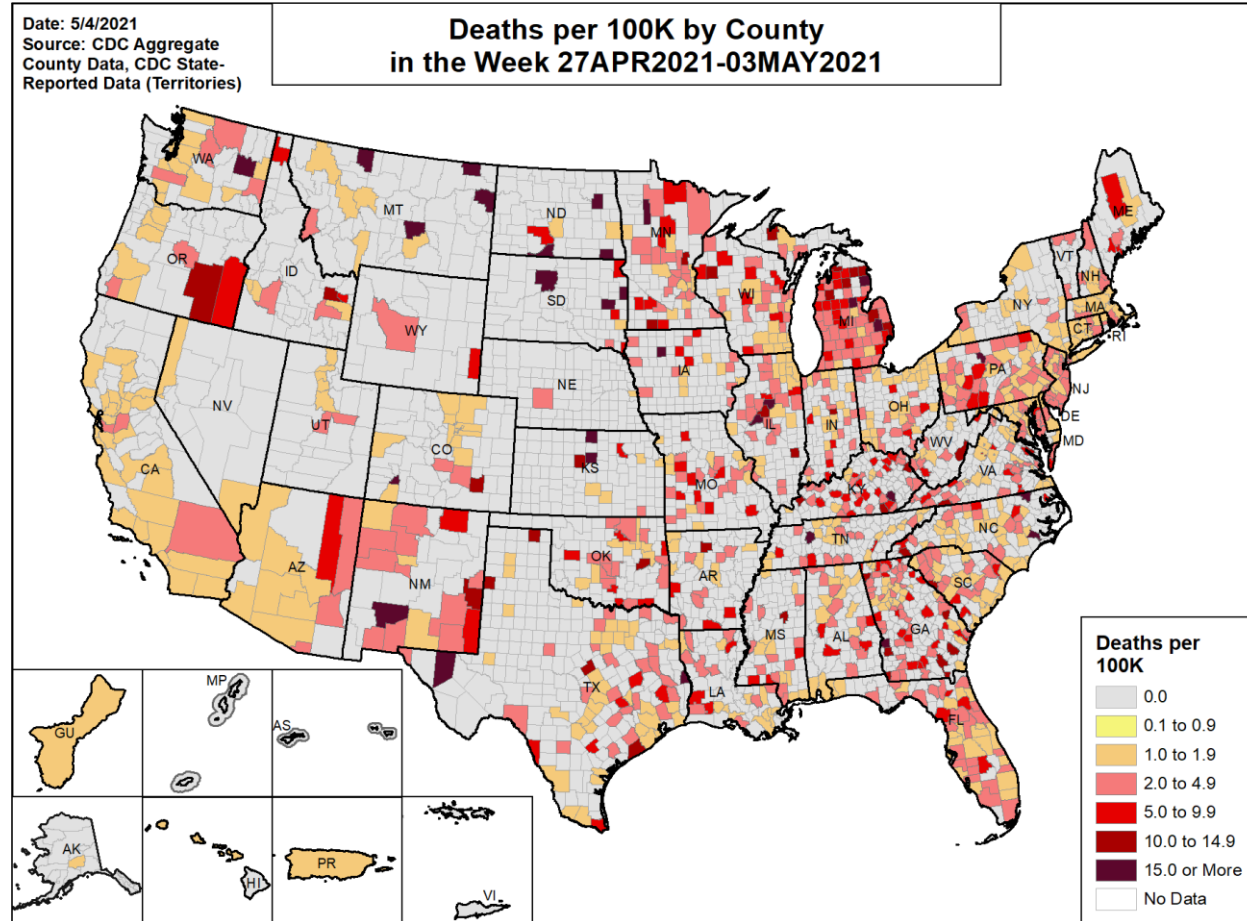 Date: 5/4/2021
Source: CDC Aggregate
County Data, CDC State-
Reported Data (Territories)
Deaths per 100K by County
in the Week 27APR2021-03MAY2021
WA
MT
ND
MN
ME
OR
ID
SD
WI
MI
VT
NH
NY
MA
CT
RI
WY
IA
PA
NJ
NE
NV
UT
CO
IL
IN
OH
DE
MD
WV
VA
CA
KS
MO
KY
NC
TN
AZ
NM
OK
AR
SC
MS
AL
GA
TX
LA
FL
GU
MP
AS
AK
HI
PR
VI
Deaths per
100K
0.0
0.1 to 0.9
1.0 to 1.9
2.0 to 4.9
5.0 to 9.9
10.0 to 14.9
15.0 or More
No Data